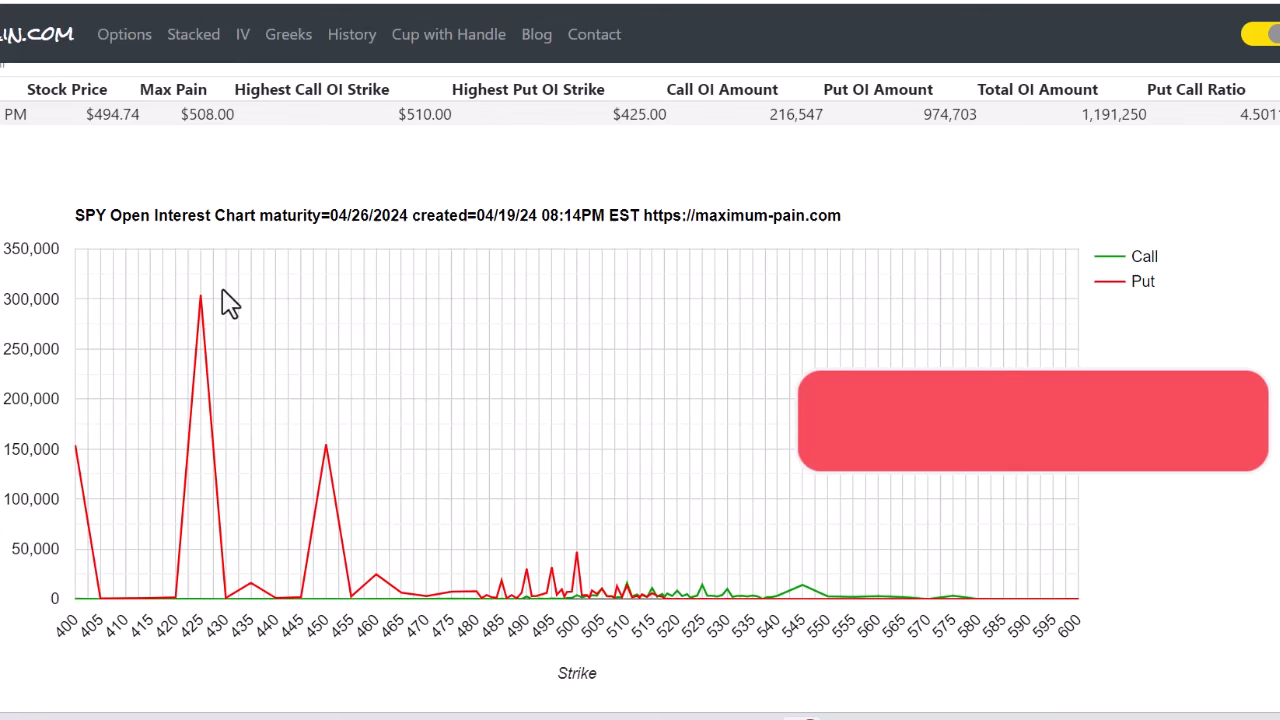 IN.COM Options Stacked IV Greeks History Cup with Handle Blog Contact
Stock Price Max Pain Highest Call OI Strike Highest Put OI Strike Call OI Amount Put OI Amount Total OI Amount Put Call Ratio
PM $494.74 $508.00 $510.00 $425.00 216,547 974,703 1,191,250 4.501
SPY Open Interest Chart maturity=04/26/2024 created=04/19/24 08:14PM EST https://maximum-pain.com
350,000
300,000
250,000
200,000
150,000
100,000
50,000
0
Call
Put
400 405 410 415 420 425 430 435 440 445 450 455 460 465 470 475 480 485 490 495 500 505 510 515 520 525 530 535 540 545 550 555 560 565 570 575 580 585 590 595 600
Strike